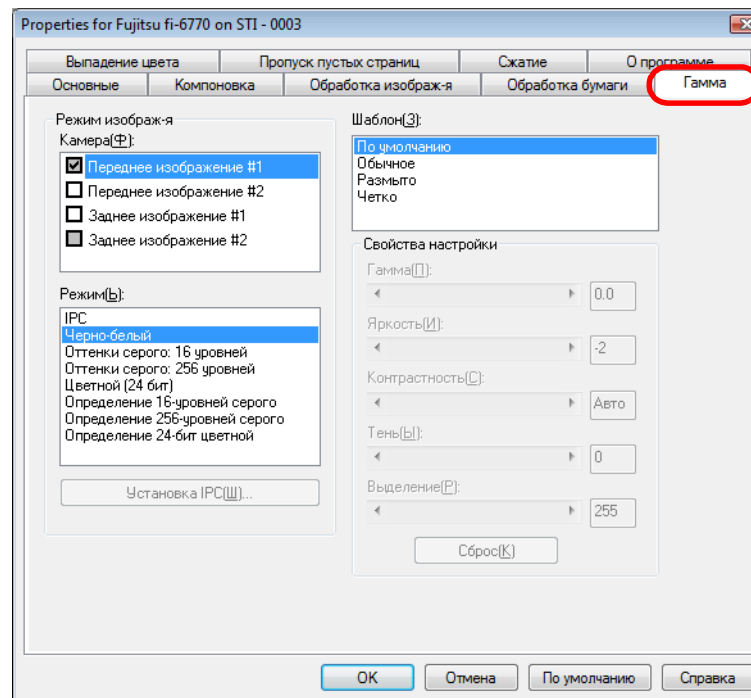 Properties for Fujitsu fi-6770 on STI - 0003
Выпадение цвета Пропуск пустых страниц Сжатие О программе
Основные Компоновка Обработка изображ-я Обработка бумаги Гамма
Режим изображ-я
Камера(Ф):
Переднее изображение #1
Переднее изображение #2
Заднее изображение #1
Заднее изображение #2
Режим(Ь):
IPC
Черно-белый
Оттенки серого: 16 уровней
Оттенки серого: 256 уровней
Цветной (24 бит)
Определение 16-уровней серого
Определение 256-уровней серого
Определение 24-бит цветной
Установка IPC(Ш)...
Шаблон(З):
По умолчанию
Обычное
Размыто
Четко
Свойства настройки
Гамма(П):
0.0
Яркость(И):
-2
Контрастность(С):
Авто
Тень(Ы):
0
Выделение(Р):
255
Сброс(К)
OK Отмена По умолчанию Справка